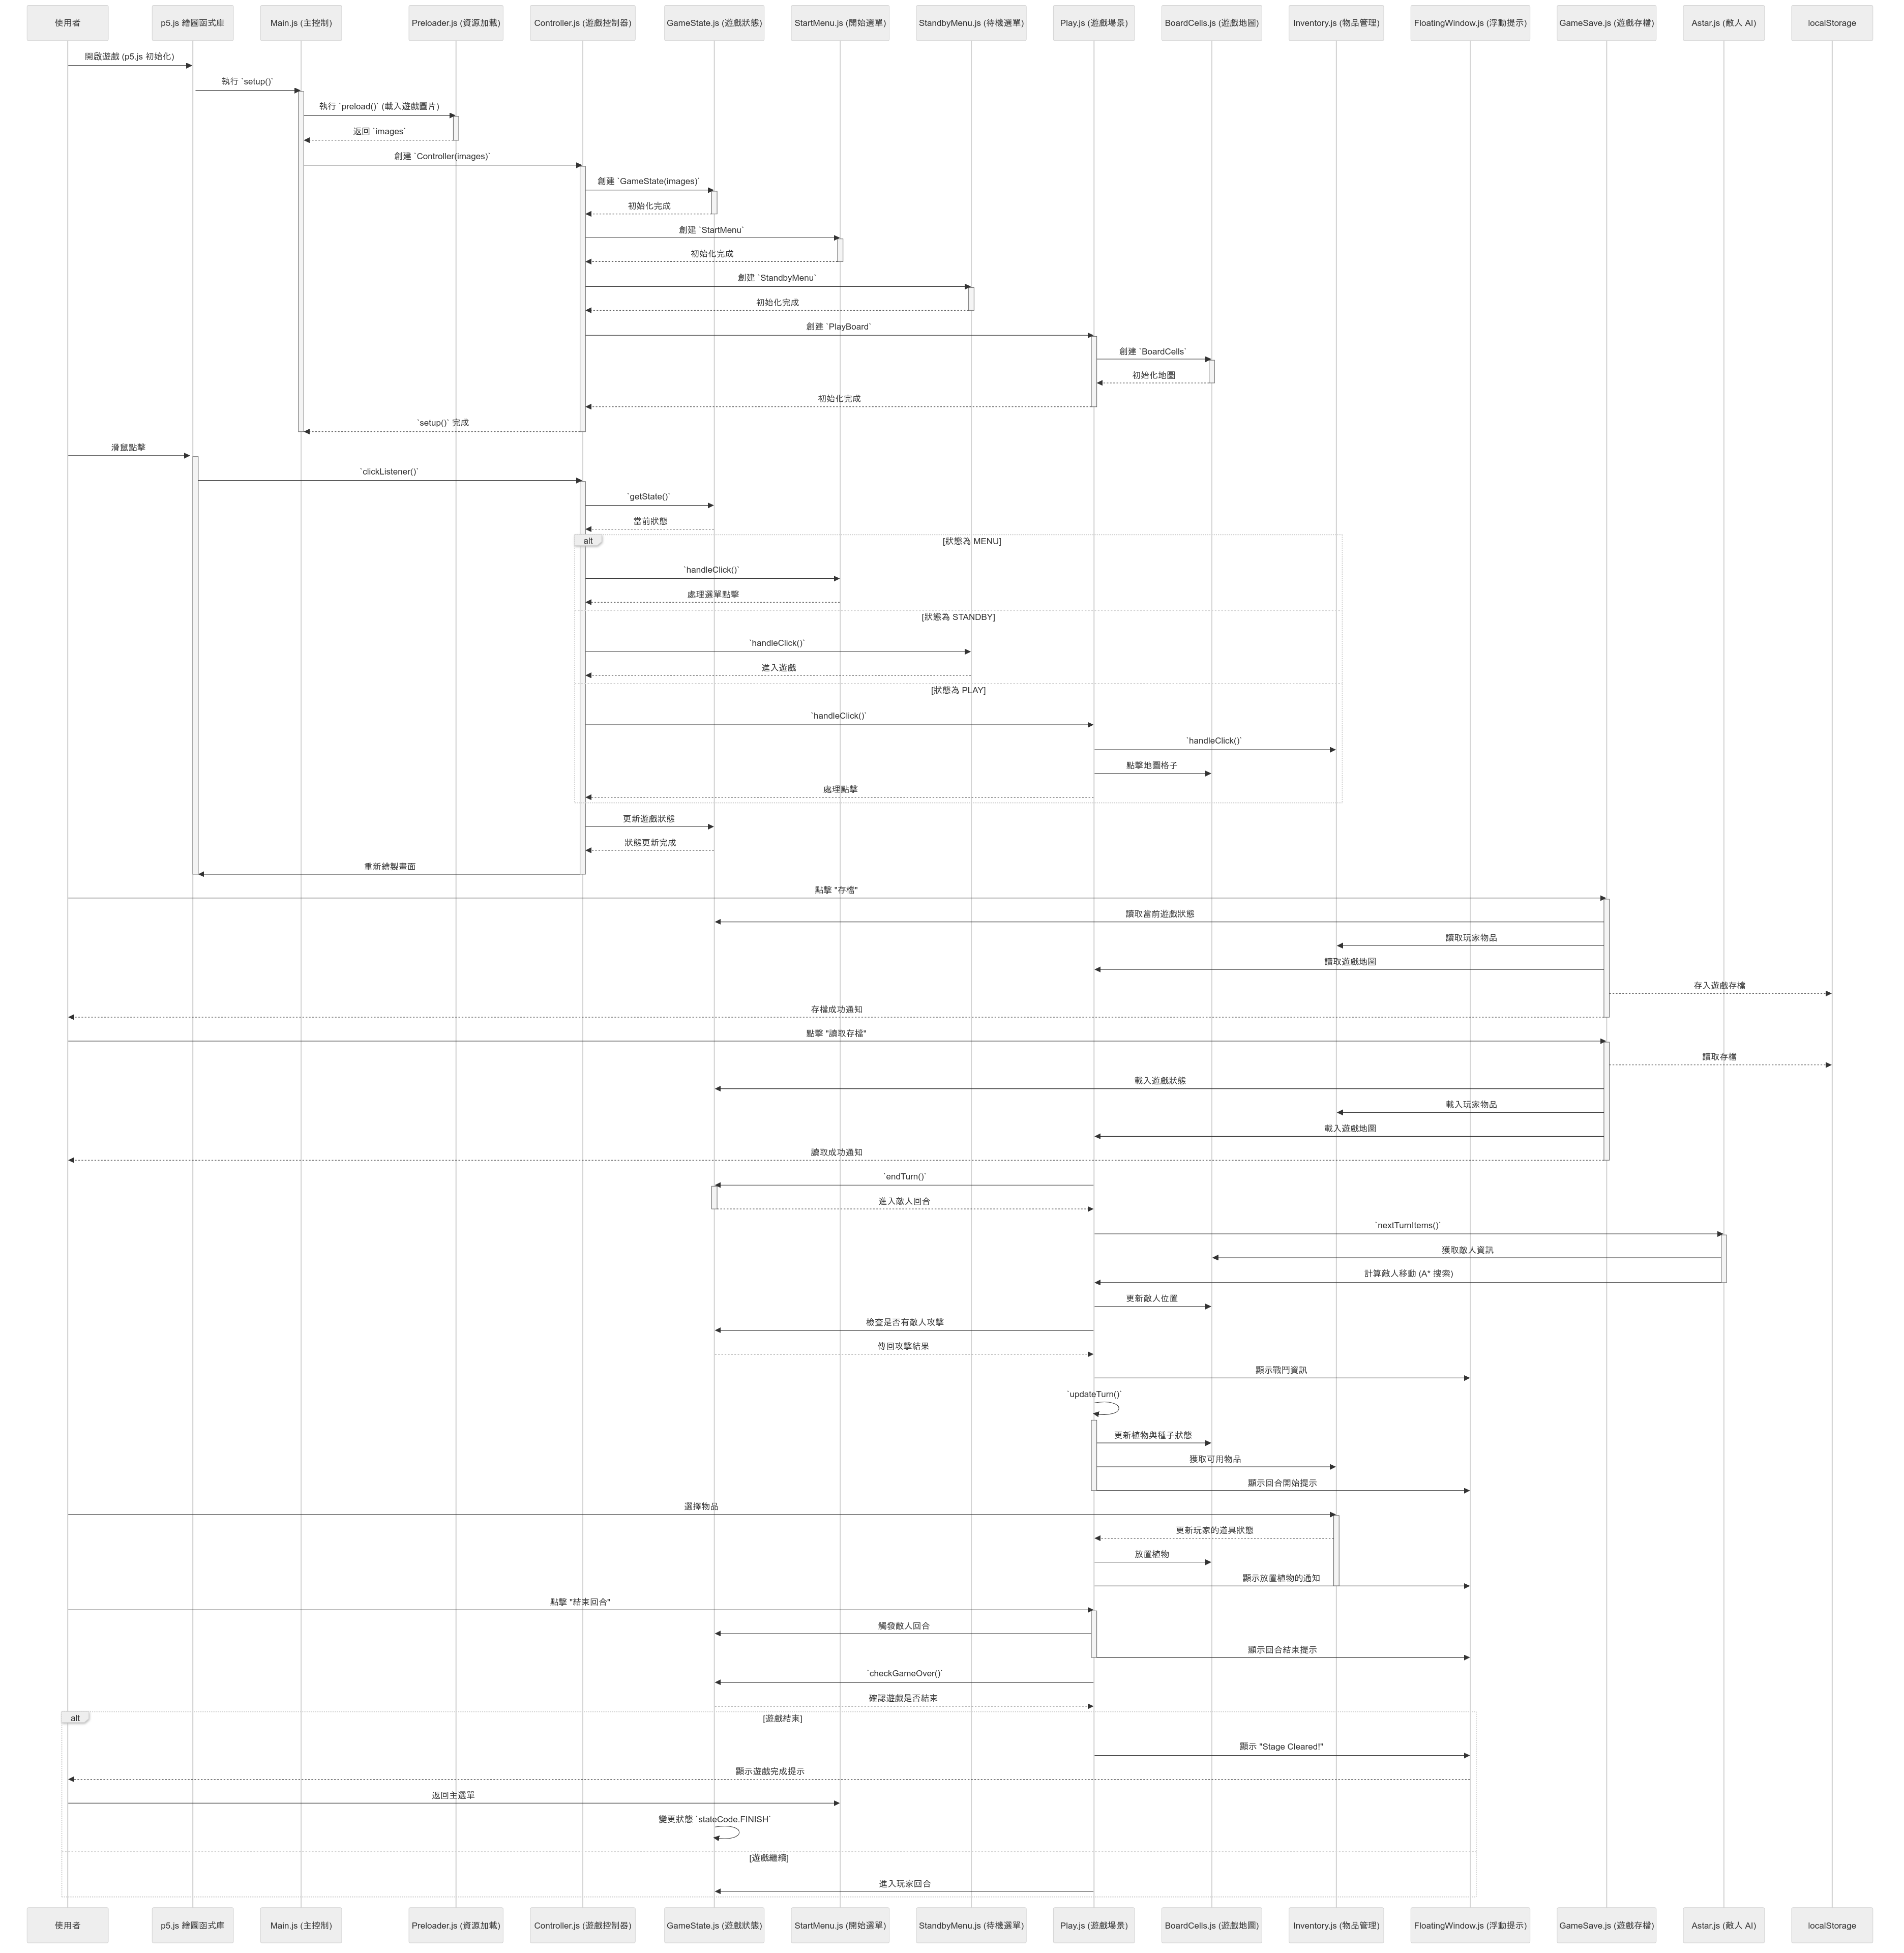 使用者
p5.js 繪圖函式庫
Main.js (主控制)
Preloader.js (資源加載)
Controller.js (遊戲控制器)
GameState.js (遊戲狀態)
StartMenu.js (開始選單)
StandbyMenu.js (待機選單)
Play.js (遊戲場景)
BoardCells.js (遊戲地圖)
Inventory.js (物品管理)
FloatingWindow.js (浮動提示)
GameSave.js (遊戲存檔)
Astar.js (敵人 AI)
localStorage
開啟遊戲 (p5.js 初始化)
執行 `setup()`
執行 `preload()` (載入遊戲圖片)
返回 `images`
創建 `Controller(images)`
創建 `GameState(images)`
初始化完成
創建 `StartMenu`
初始化完成
創建 `StandbyMenu`
初始化完成
創建 `PlayBoard`
創建 `BoardCells`
初始化地圖
初始化完成
`setup()` 完成
滑鼠點擊
`clickListener()`
`getState()`
當前狀態
alt
[狀態為 MENU]
`handleClick()`
處理選單點擊
[狀態為 STANDBY]
`handleClick()`
進入遊戲
[狀態為 PLAY]
`handleClick()`
`handleClick()`
點擊地圖格子
處理點擊
更新遊戲狀態
狀態更新完成
重新繪製畫面
點擊 "存檔"
讀取當前遊戲狀態
讀取玩家物品
讀取遊戲地圖
存入遊戲存檔
存檔成功通知
點擊 "讀取存檔"
讀取存檔
載入遊戲狀態
載入玩家物品
載入遊戲地圖
讀取成功通知
`endTurn()`
進入敵人回合
`nextTurnItems()`
獲取敵人資訊
計算敵人移動 (A* 搜索)
更新敵人位置
檢查是否有敵人攻擊
傳回攻擊結果
顯示戰鬥資訊
`updateTurn()`
更新植物與種子狀態
獲取可用物品
顯示回合開始提示
選擇物品
更新玩家的道具狀態
放置植物
顯示放置植物的通知
點擊 "結束回合"
觸發敵人回合
顯示回合結束提示
`checkGameOver()`
確認遊戲是否結束
alt
[遊戲結束]
顯示 "Stage Cleared!"
顯示遊戲完成提示
返回主選單
變更狀態 `stateCode.FINISH`
[遊戲繼續]
進入玩家回合
使用者
p5.js 繪圖函式庫
Main.js (主控制)
Preloader.js (資源加載)
Controller.js (遊戲控制器)
GameState.js (遊戲狀態)
StartMenu.js (開始選單)
StandbyMenu.js (待機選單)
Play.js (遊戲場景)
BoardCells.js (遊戲地圖)
Inventory.js (物品管理)
FloatingWindow.js (浮動提示)
GameSave.js (遊戲存檔)
Astar.js (敵人 AI)
localStorage